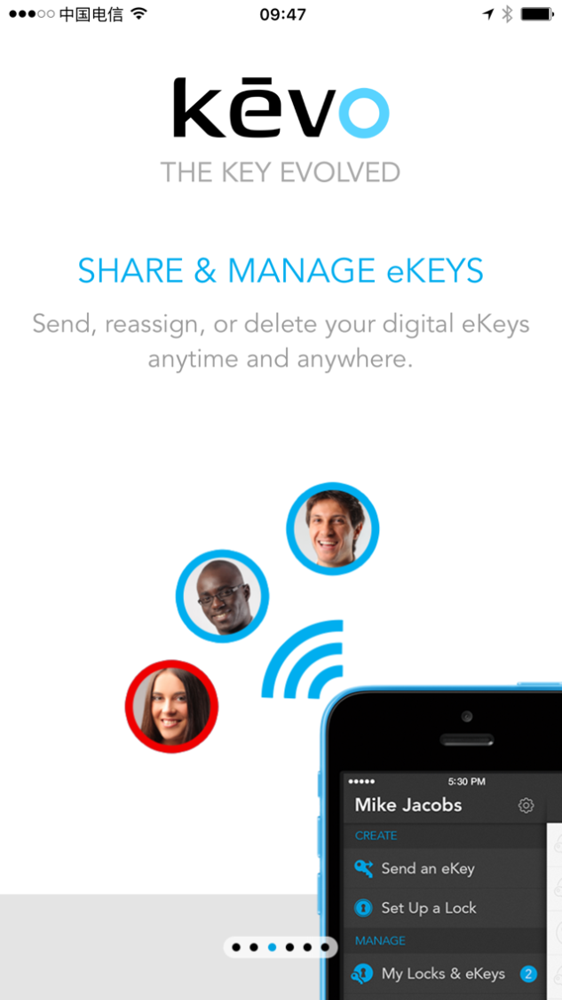 中国电信 09:47
kēvo
THE KEY EVOLVED
SHARE & MANAGE eKEYS
Send, reassign, or delete your digital eKeys
anytime and anywhere.
5:30 PM
Mike Jacobs
CREATE
Send an eKey
Set Up a Lock
MANAGE
My Locks & eKeys 2